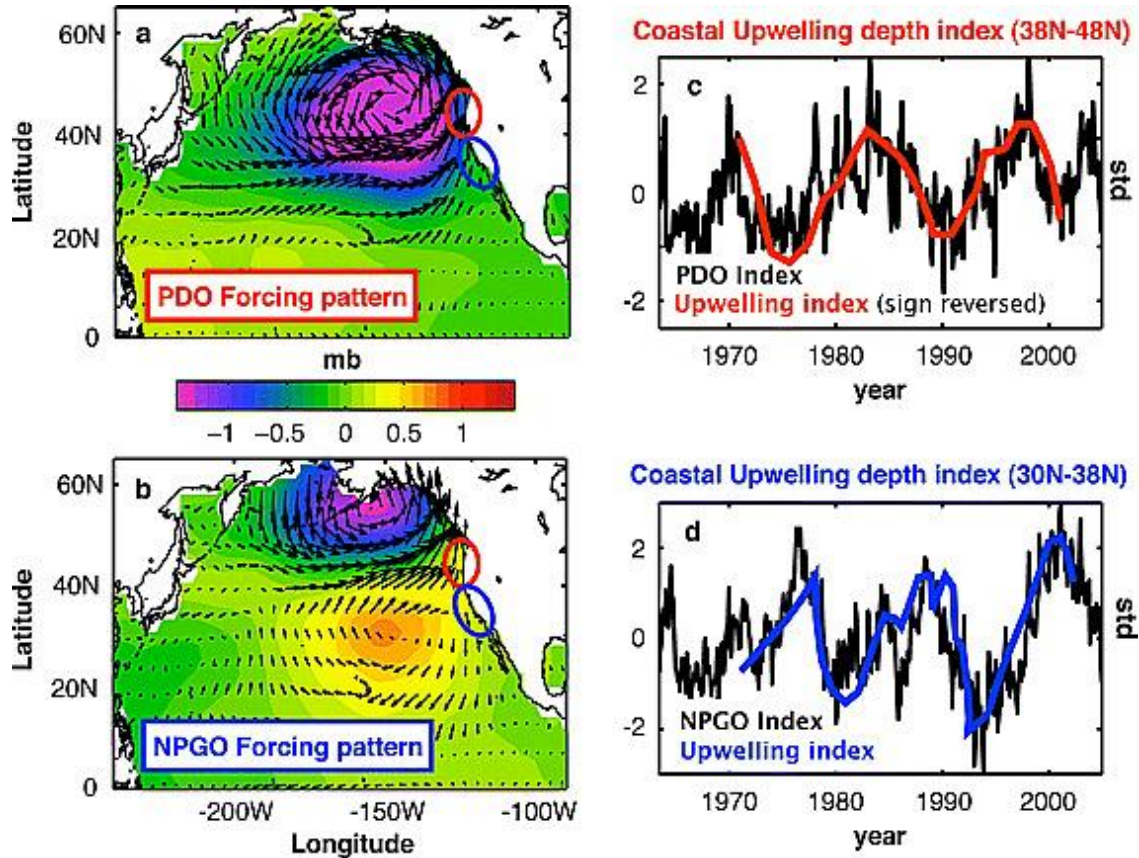 a
60N
40N
20N
0
Latitude
PDO Forcing pattern
mb
−1 −0.5 0 0.5 1
b
60N
40N
20N
0
Latitude
NPGO Forcing pattern
-200W -150W -100W
Longitude
Coastal Upwelling depth index (38N-48N)
c
2
0
-2
std
PDO Index
Upwelling index (sign reversed)
1970 1980 1990 2000
year
Coastal Upwelling depth index (30N-38N)
d
2
0
-2
std
NPGO Index
Upwelling index
1970 1980 1990 2000
year